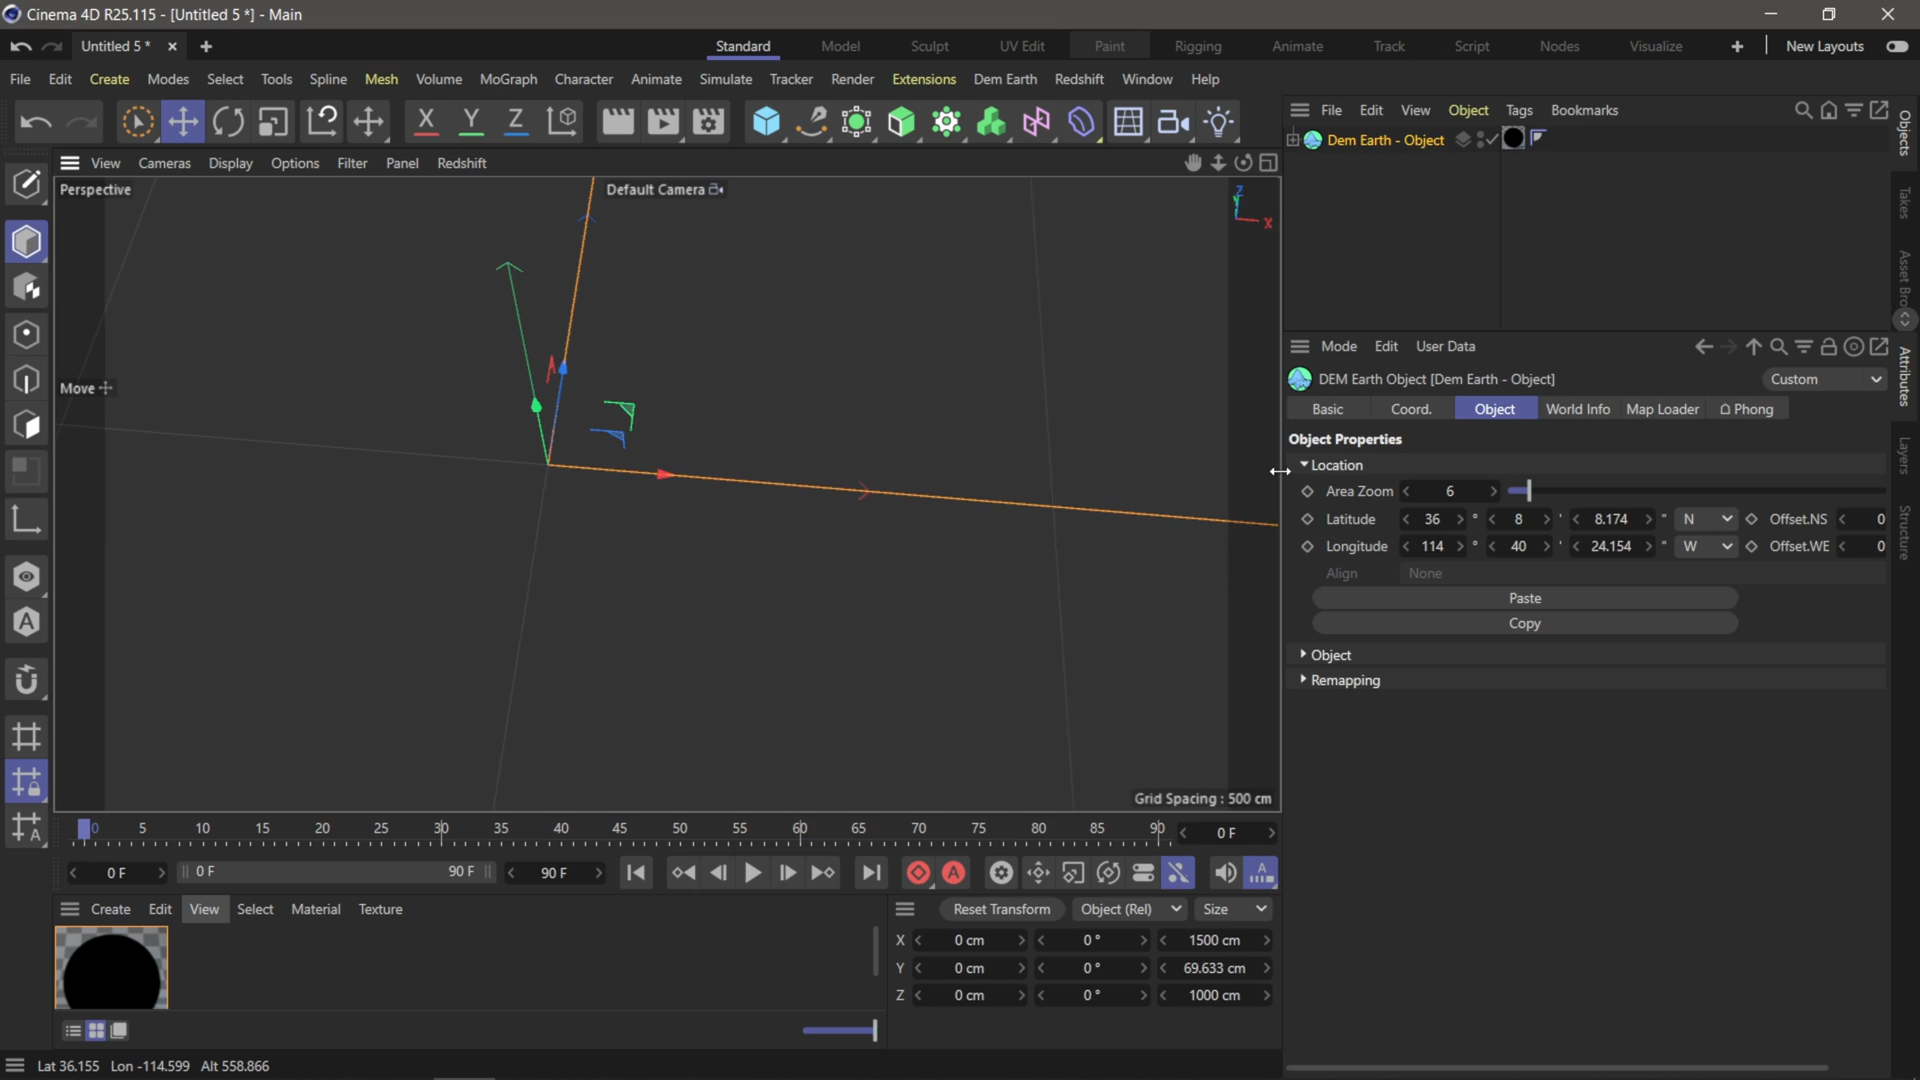 Cinema 4D R25.115 - [Untitled 5 *] - Main
Untitled 5 *
Standard Model Sculpt UV Edit Paint Rigging Animate Track Script Nodes Visualize New Layouts
File Edit Create Modes Select Tools Spline Mesh Volume MoGraph Character Animate Simulate Tracker Render Extensions Dem Earth Redshift Window Help
X Y Z
File Edit View Object Tags Bookmarks
Dem Earth - Object
Objects
Takes
Asset Bro
Attributes
Layers
Structure
View Cameras Display Options Filter Panel Redshift
Perspective
Default Camera
Z
Y
X
Move
Grid Spacing : 500 cm
Mode Edit User Data
DEM Earth Object [Dem Earth - Object]
Custom
Basic Coord. Object World Info Map Loader Phong
Object Properties
Location
Area Zoom 6
Latitude 36 ° 8 ' 8.174 " N Offset.NS 0
Longitude 114 ° 40 ' 24.154 " W Offset.WE 0
Align None
Paste
Copy
Object
Remapping
0 5 10 15 20 25 30 35 40 45 50 55 60 65 70 75 80 85 90 0 F
0 F 0 F 90 F 90 F
A
A
Create Edit View Select Material Texture
Reset Transform Object (Rel) Size
X 0 cm 0 ° 1500 cm
Y 0 cm 0 ° 69.633 cm
Z 0 cm 0 ° 1000 cm
Lat 36.155 Lon -114.599 Alt 558.866